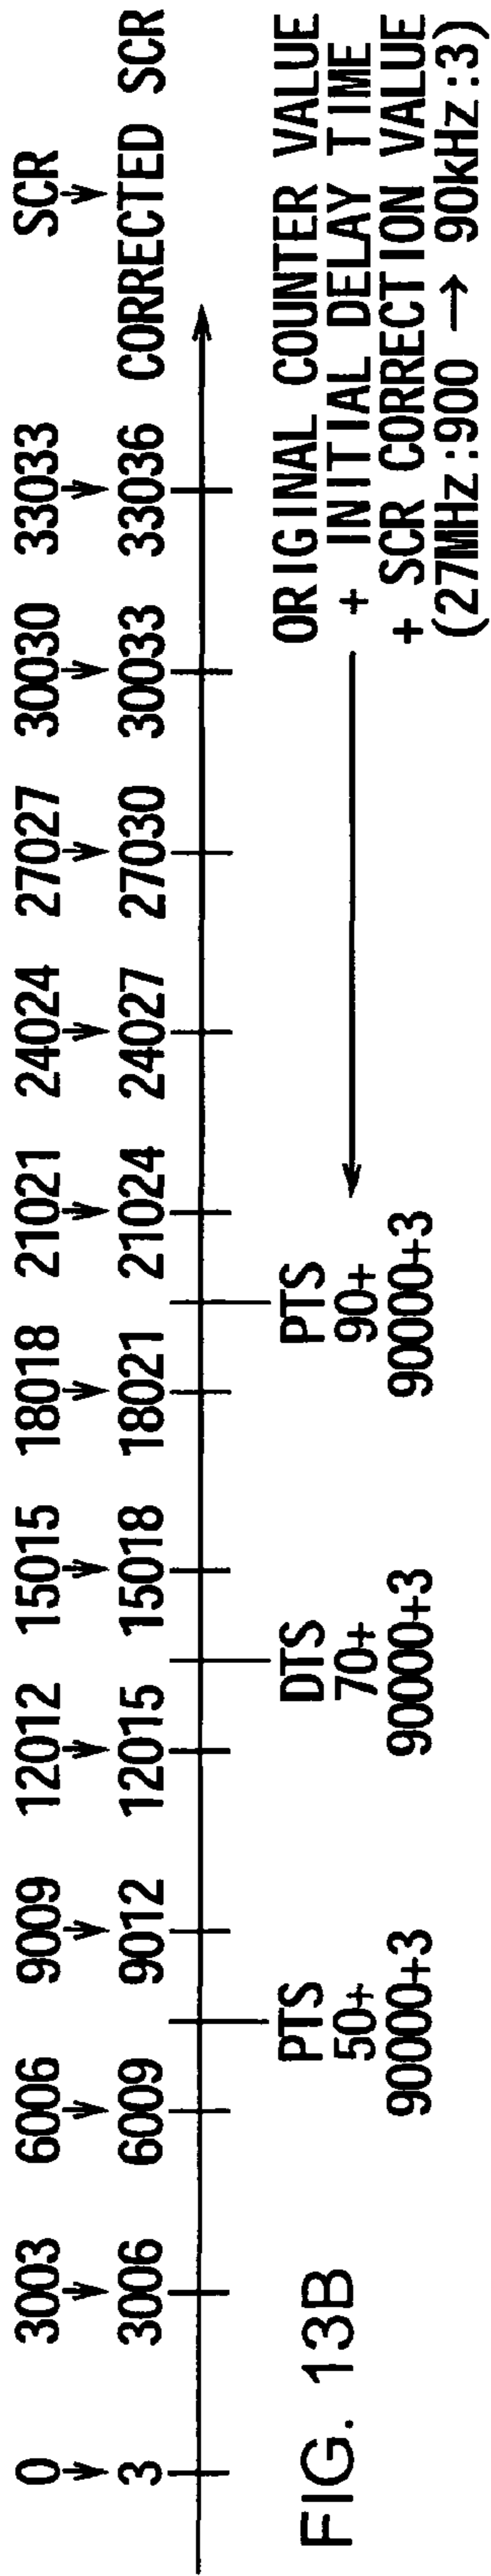 0 3003 6006 9009 12012 15015 18018 21021 24024 27027 30030 33033 SCR
↓ ↓ ↓ ↓ ↓ ↓ ↓ ↓ ↓ ↓ ↓ ↓ ↓
3 3006 6009 9012 12015 15018 18021 21024 24027 27030 30033 33036 CORRECTED SCR
PTS DTS PTS
50+ 70+ 90+
90000+3 90000+3 90000+3
ORIGINAL COUNTER VALUE
+ INITIAL DELAY TIME
+ SCR CORRECTION VALUE
(27MHz:900 → 90kHz:3)
FIG. 13B